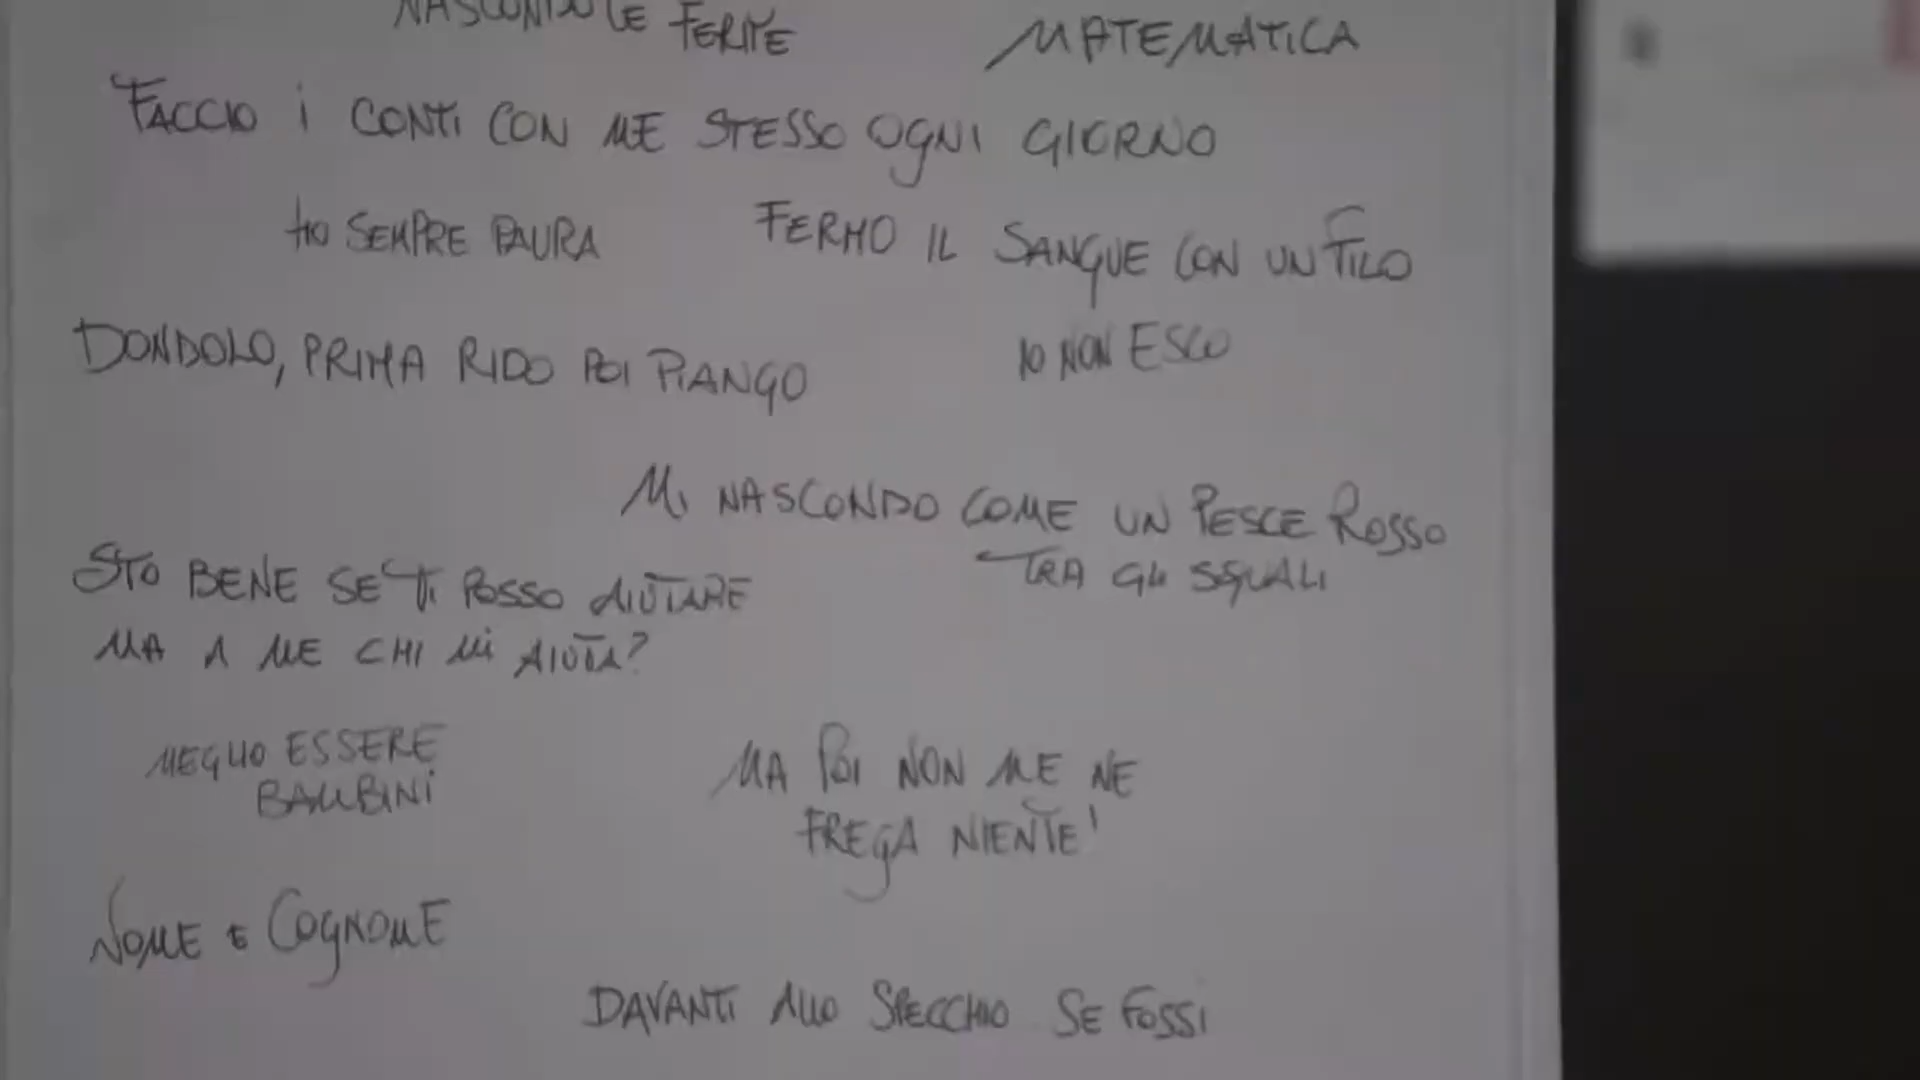 NASCONDO LE FERITE
MATEMATICA
FACCIO i CONTI CON ME STESSO OGNI GIORNO
HO SEMPRE PAURA
FERMO IL SANGUE CON UN FILO
DONDOLO, PRIMA RIDO POI PIANGO
IO NON ESCO
Mi NASCONDO COME UN PESCE ROSSO
TRA GLI SQUALI
STO BENE SE Ti POSSO AIUTARE
MA A ME CHI Mi AIUTA?
MEGLIO ESSERE
BAMBINi
MA POI NON ME NE
FREGA NIENTE!
NOME E COGNOME
DAVANTI ALLO SPECCHIO SE FOSSI